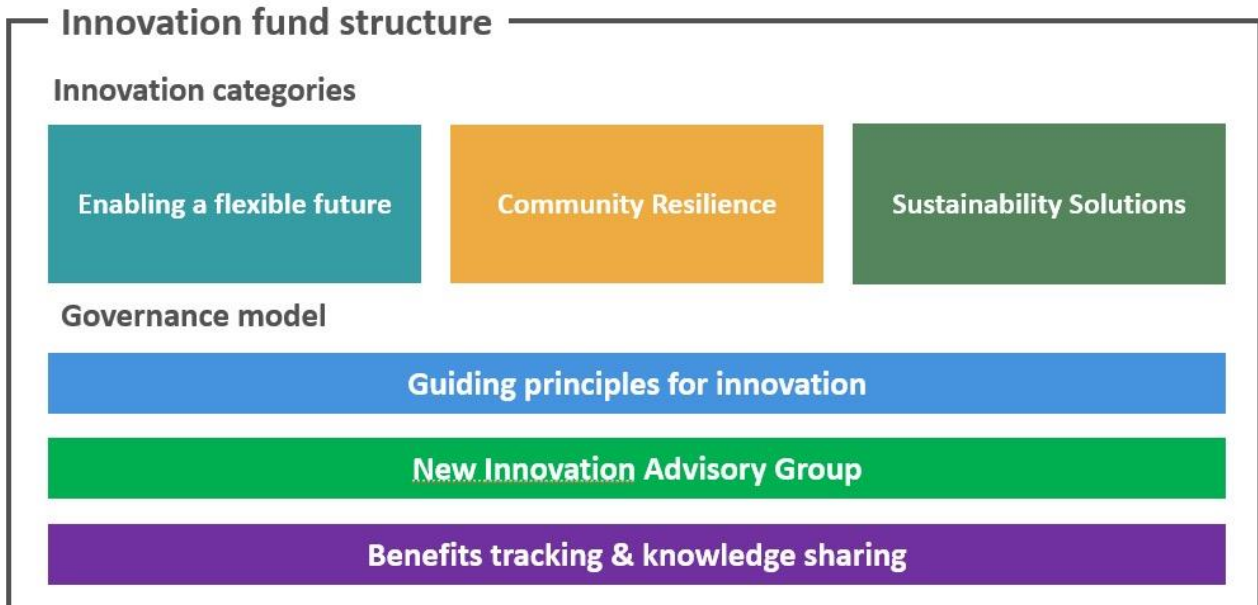 Innovation fund structure
Innovation categories
Enabling a flexible future
Community Resilience
Sustainability Solutions
Governance model
Guiding principles for innovation
New Innovation Advisory Group
Benefits tracking & knowledge sharing